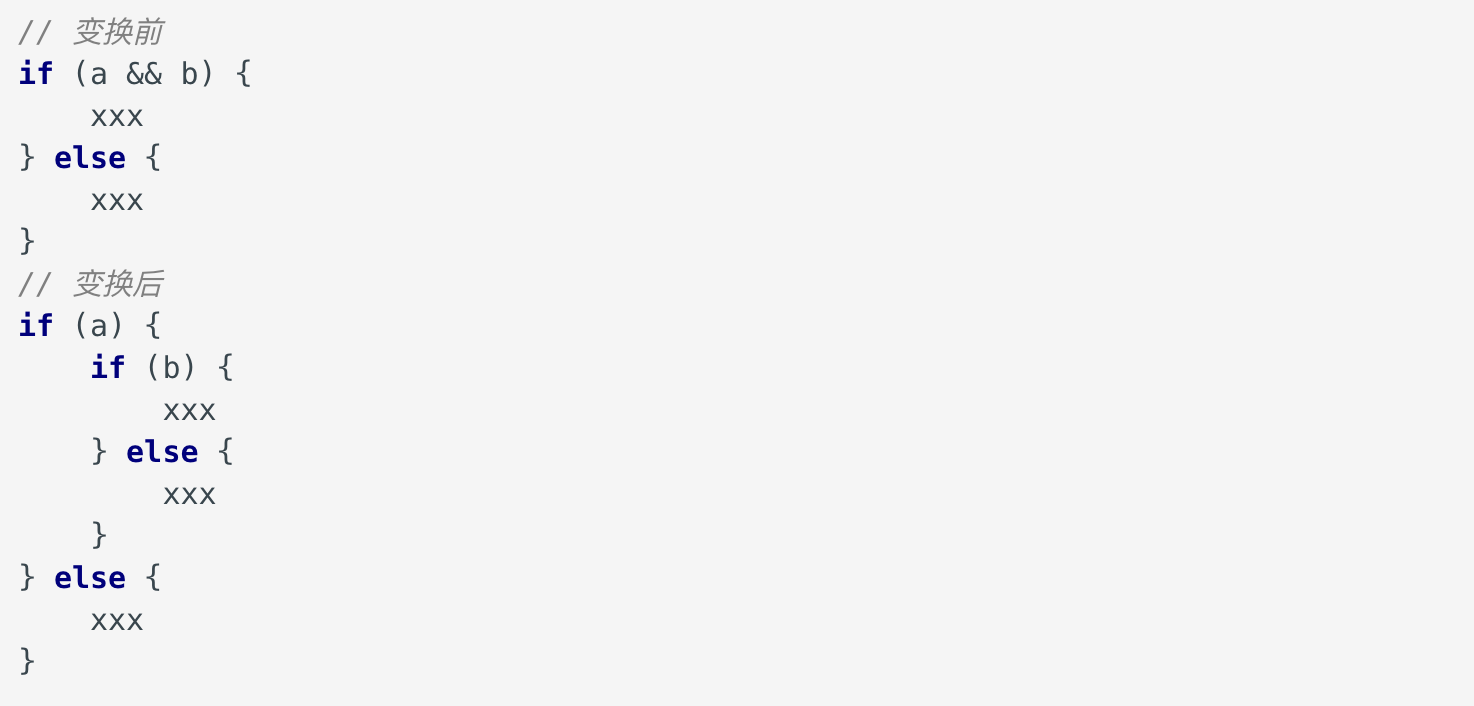 // 变换前
if (a && b) {
    xxx
} else {
    xxx
}
// 变换后
if (a) {
    if (b) {
        xxx
    } else {
        xxx
    }
} else {
    xxx
}